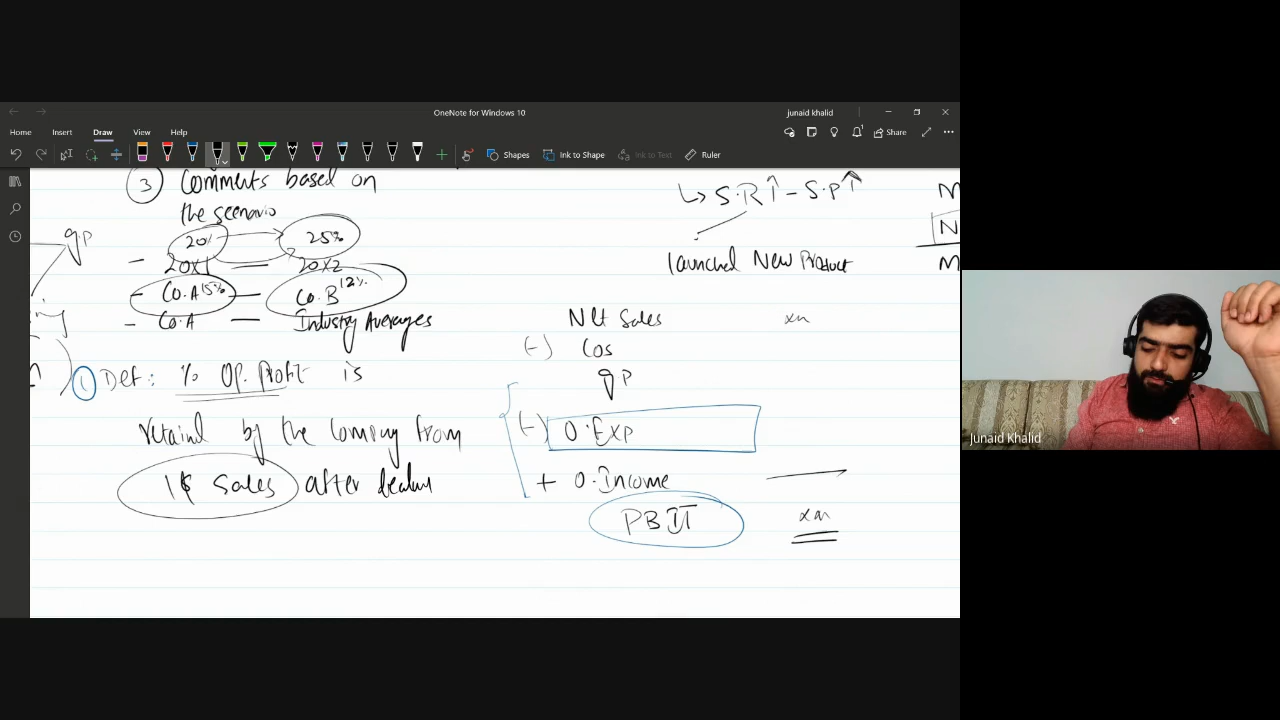 OneNote for Windows 10
junaid khalid
Home Insert Draw View Help
Shapes Ink to Shape Ink to Text Ruler Share
3 Comments based on
the scenario
gp
20% 25%
- 20x1 — 20x2
- Co.A 15% — Co.B 12%
- Co.A — Industry Averages
1 Def: % Op. Profit is
retained by the Company from
1$ Sales after
S.R↑ - S.P↑
launched New Product
Net Sales xx
(-) Cos
gp
(-) O.Exp
+ O.Income
PBIT xx
Junaid Khalid